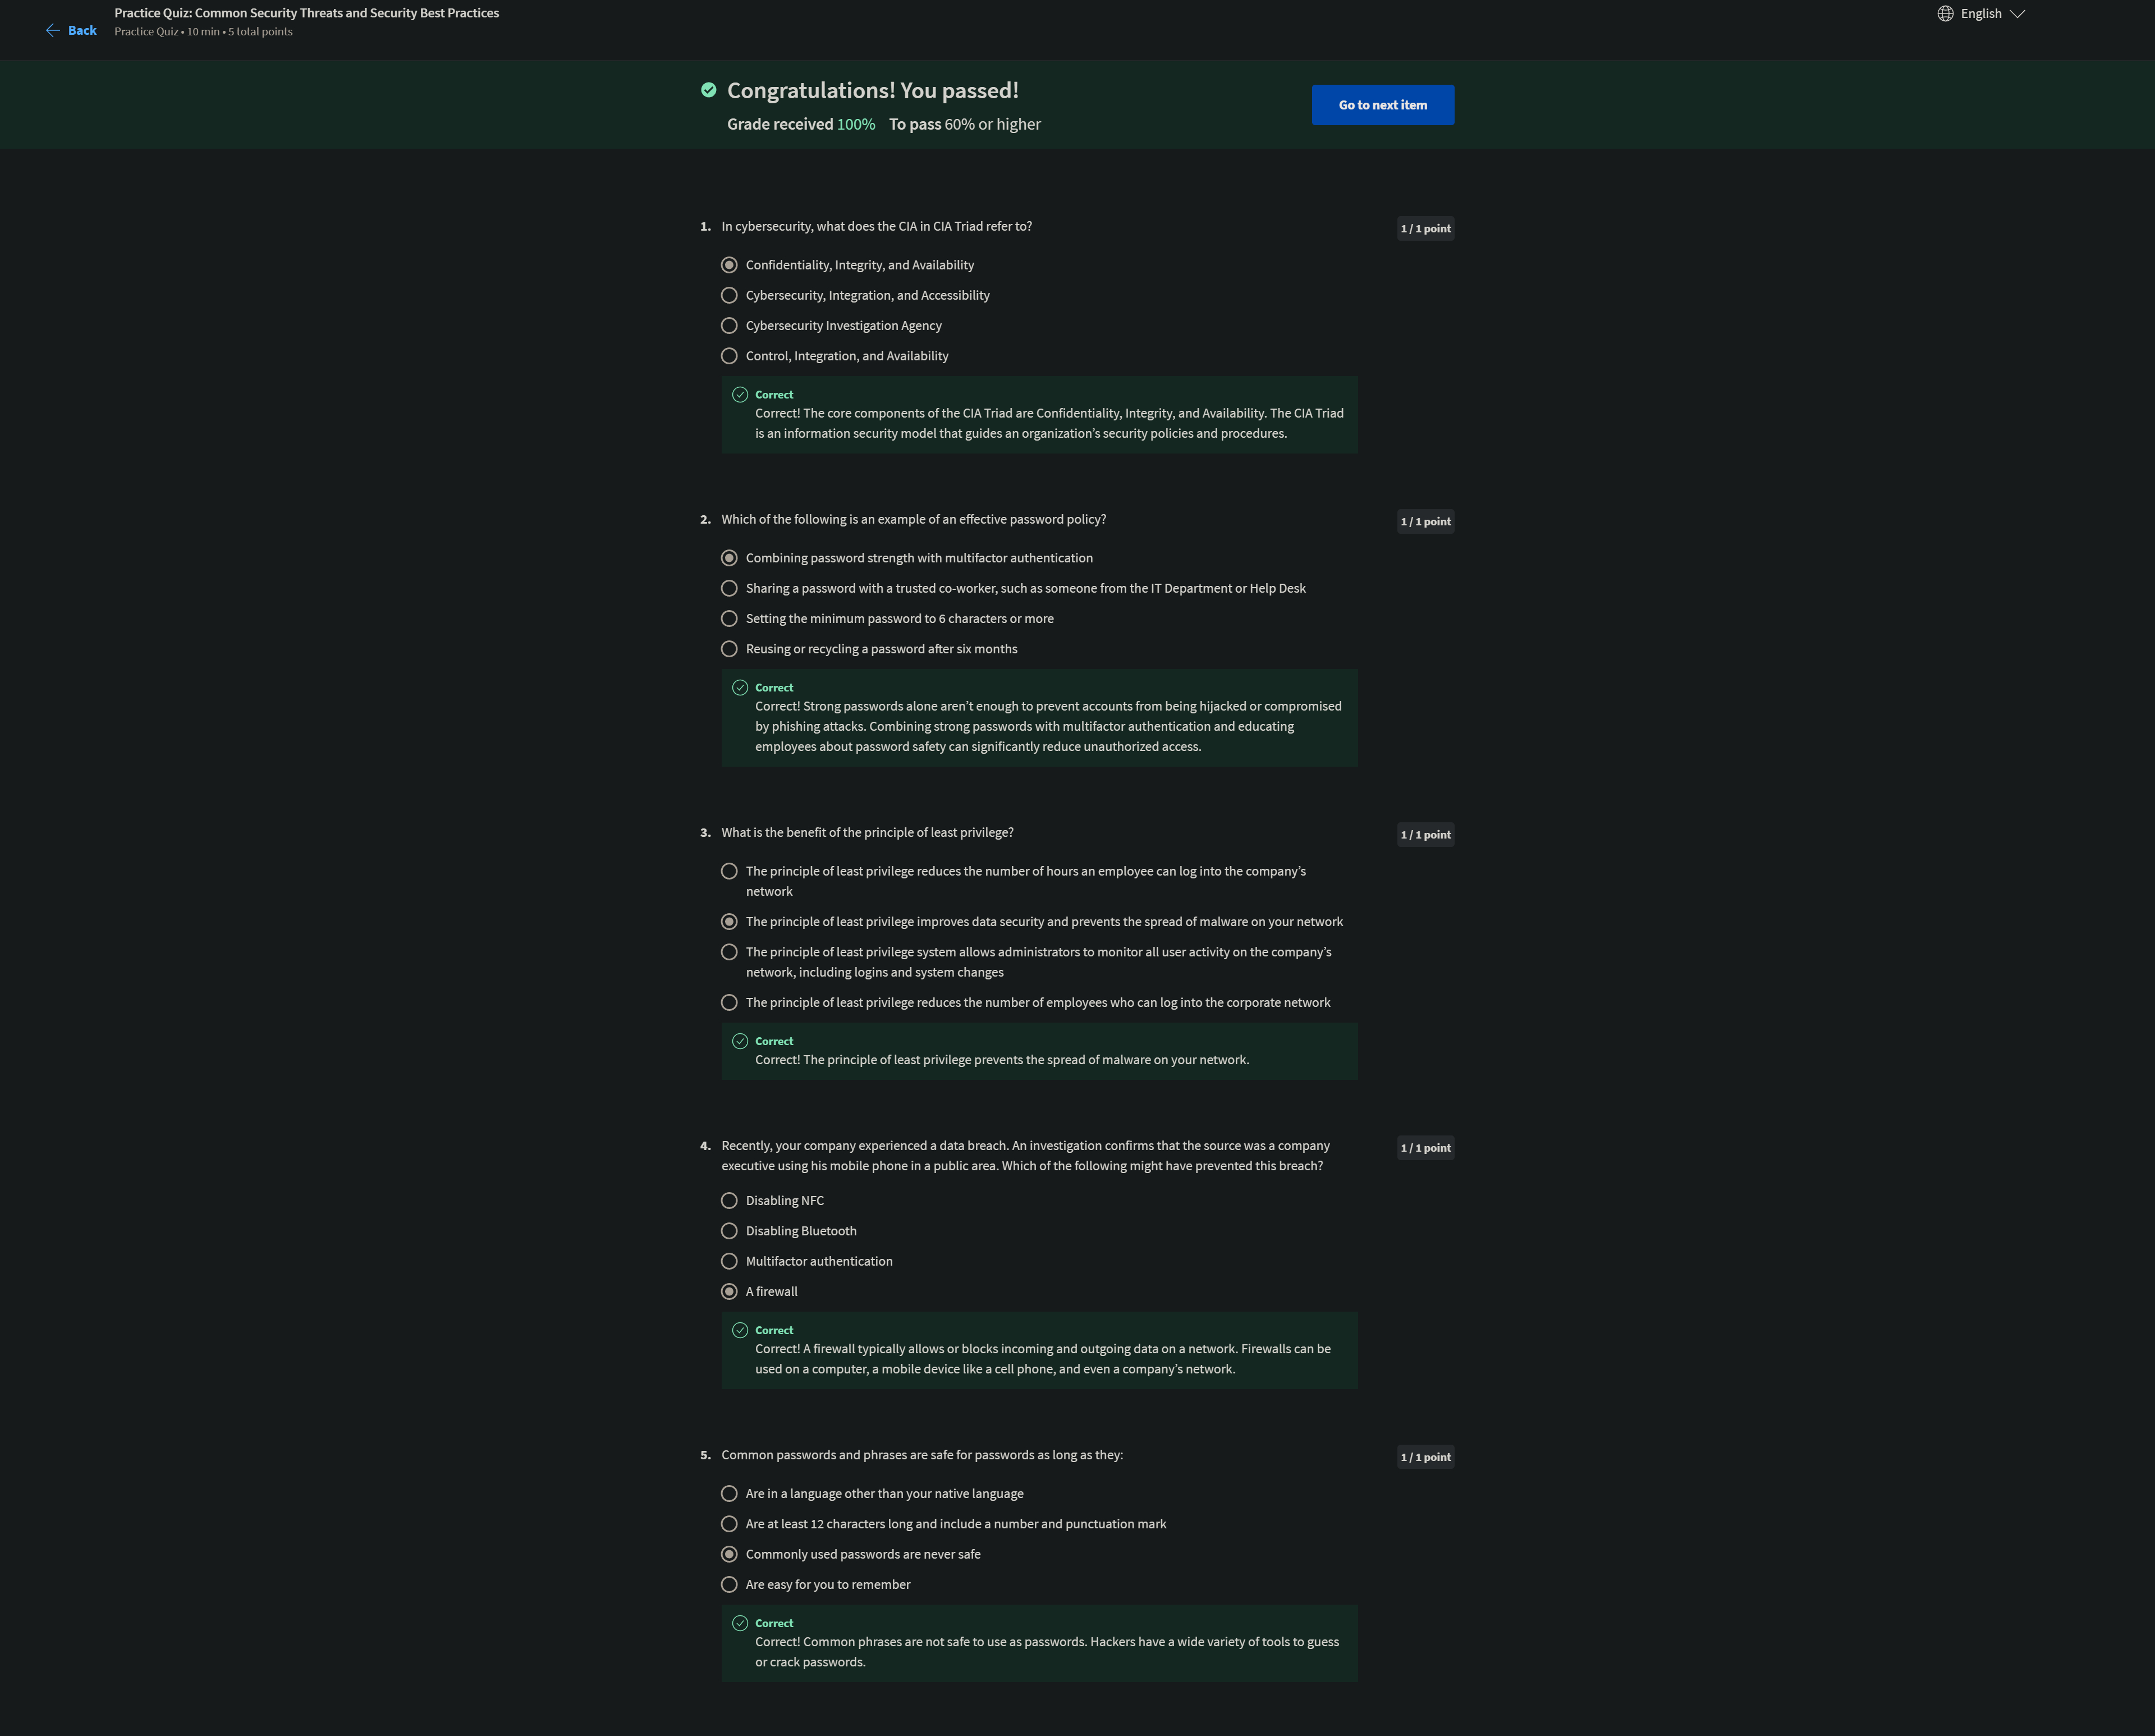 Practice Quiz: Common Security Threats and Security Best Practices
Back
Practice Quiz • 10 min • 5 total points
English
Congratulations! You passed!
Grade received 100% To pass 60% or higher
Go to next item
1. In cybersecurity, what does the CIA in CIA Triad refer to?
1 / 1 point
Confidentiality, Integrity, and Availability
Cybersecurity, Integration, and Accessibility
Cybersecurity Investigation Agency
Control, Integration, and Availability
Correct
Correct! The core components of the CIA Triad are Confidentiality, Integrity, and Availability. The CIA Triad
is an information security model that guides an organization’s security policies and procedures.
2. Which of the following is an example of an effective password policy?
1 / 1 point
Combining password strength with multifactor authentication
Sharing a password with a trusted co-worker, such as someone from the IT Department or Help Desk
Setting the minimum password to 6 characters or more
Reusing or recycling a password after six months
Correct
Correct! Strong passwords alone aren’t enough to prevent accounts from being hijacked or compromised
by phishing attacks. Combining strong passwords with multifactor authentication and educating
employees about password safety can significantly reduce unauthorized access.
3. What is the benefit of the principle of least privilege?
1 / 1 point
The principle of least privilege reduces the number of hours an employee can log into the company’s
network
The principle of least privilege improves data security and prevents the spread of malware on your network
The principle of least privilege system allows administrators to monitor all user activity on the company’s
network, including logins and system changes
The principle of least privilege reduces the number of employees who can log into the corporate network
Correct
Correct! The principle of least privilege prevents the spread of malware on your network.
4. Recently, your company experienced a data breach. An investigation confirms that the source was a company
executive using his mobile phone in a public area. Which of the following might have prevented this breach?
1 / 1 point
Disabling NFC
Disabling Bluetooth
Multifactor authentication
A firewall
Correct
Correct! A firewall typically allows or blocks incoming and outgoing data on a network. Firewalls can be
used on a computer, a mobile device like a cell phone, and even a company’s network.
5. Common passwords and phrases are safe for passwords as long as they:
1 / 1 point
Are in a language other than your native language
Are at least 12 characters long and include a number and punctuation mark
Commonly used passwords are never safe
Are easy for you to remember
Correct
Correct! Common phrases are not safe to use as passwords. Hackers have a wide variety of tools to guess
or crack passwords.